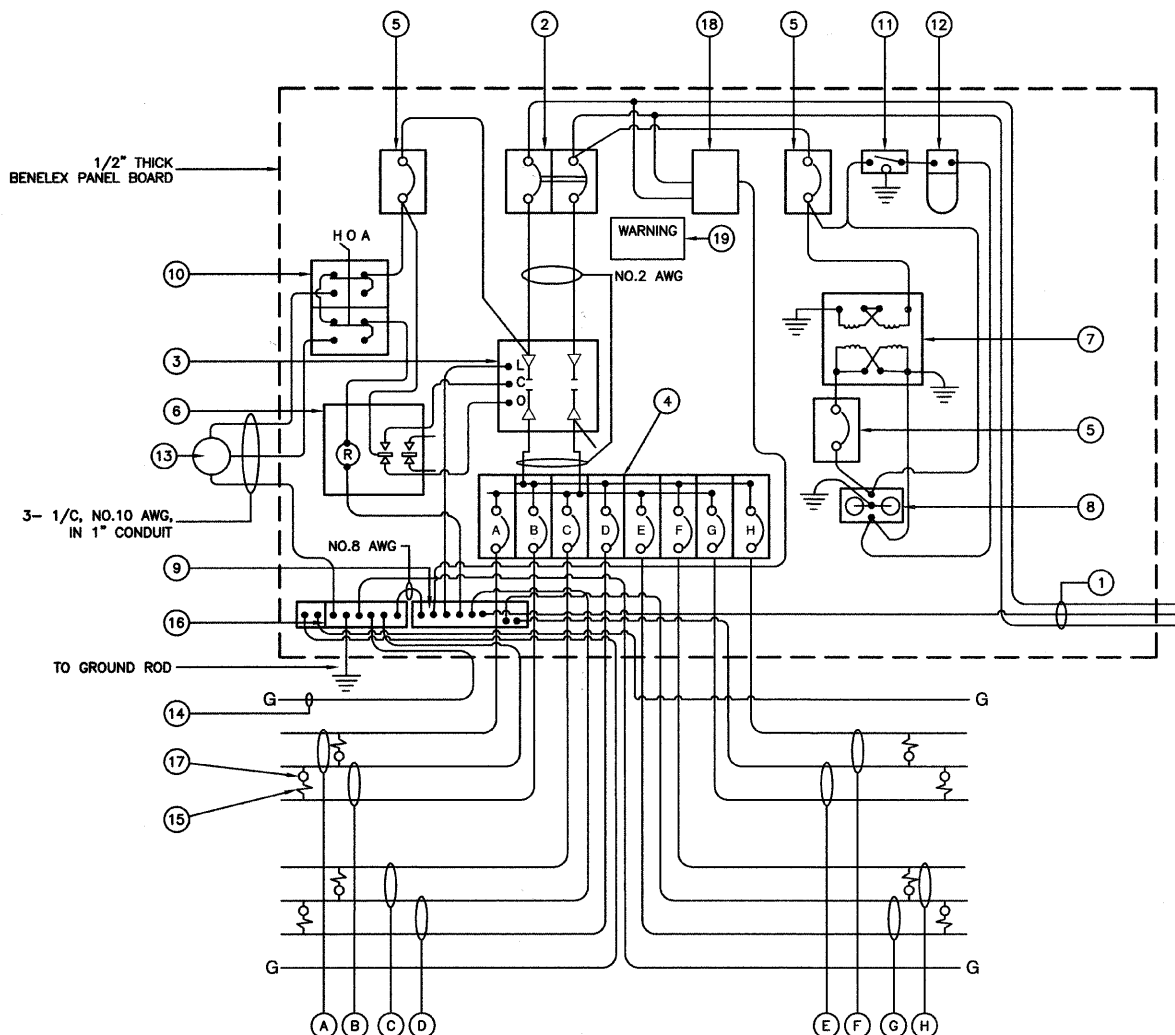 5
2
18
5
11
12
1/2" THICK
BENELEX PANEL BOARD
WARNING
19
H O A
10
NO.2 AWG
3
L
C
O
7
6
4
5
13
R
8
3- 1/C, NO.10 AWG,
IN 1" CONDUIT
A B C D E F G H
NO.8 AWG
9
1
16
TO GROUND ROD
G G
14
17
15
G G
A B C D E F G H